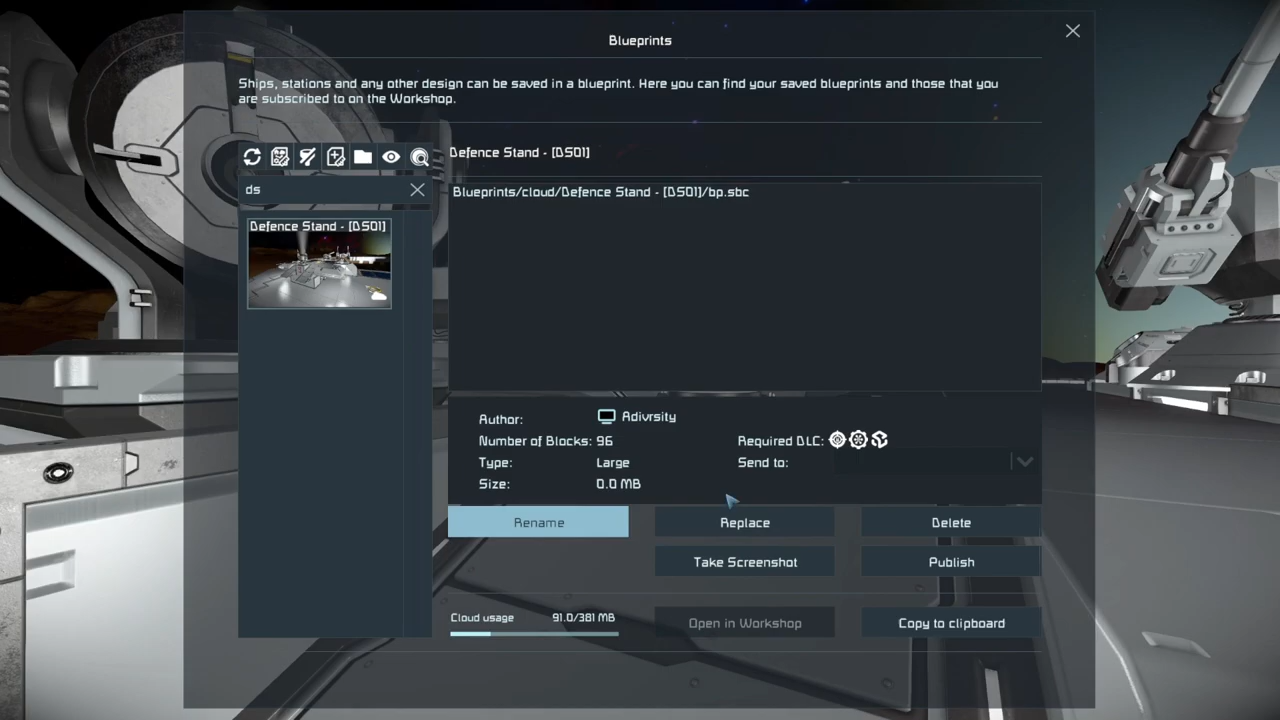 Blueprints
Ships, stations and any other design can be saved in a blueprint. Here you can find your saved blueprints and those that you
are subscribed to on the Workshop.
Defence Stand - [DS01]
ds
Blueprints/cloud/Defence Stand - [DS01]/bp.sbc
Defence Stand - [DS01]
Author: Adivrsity
Number of Blocks: 96 Required DLC:
Type: Large Send to:
Size: 0.0 MB
Rename Replace Delete
Take Screenshot Publish
Cloud usage 91.0/381 MB
Open in Workshop Copy to clipboard